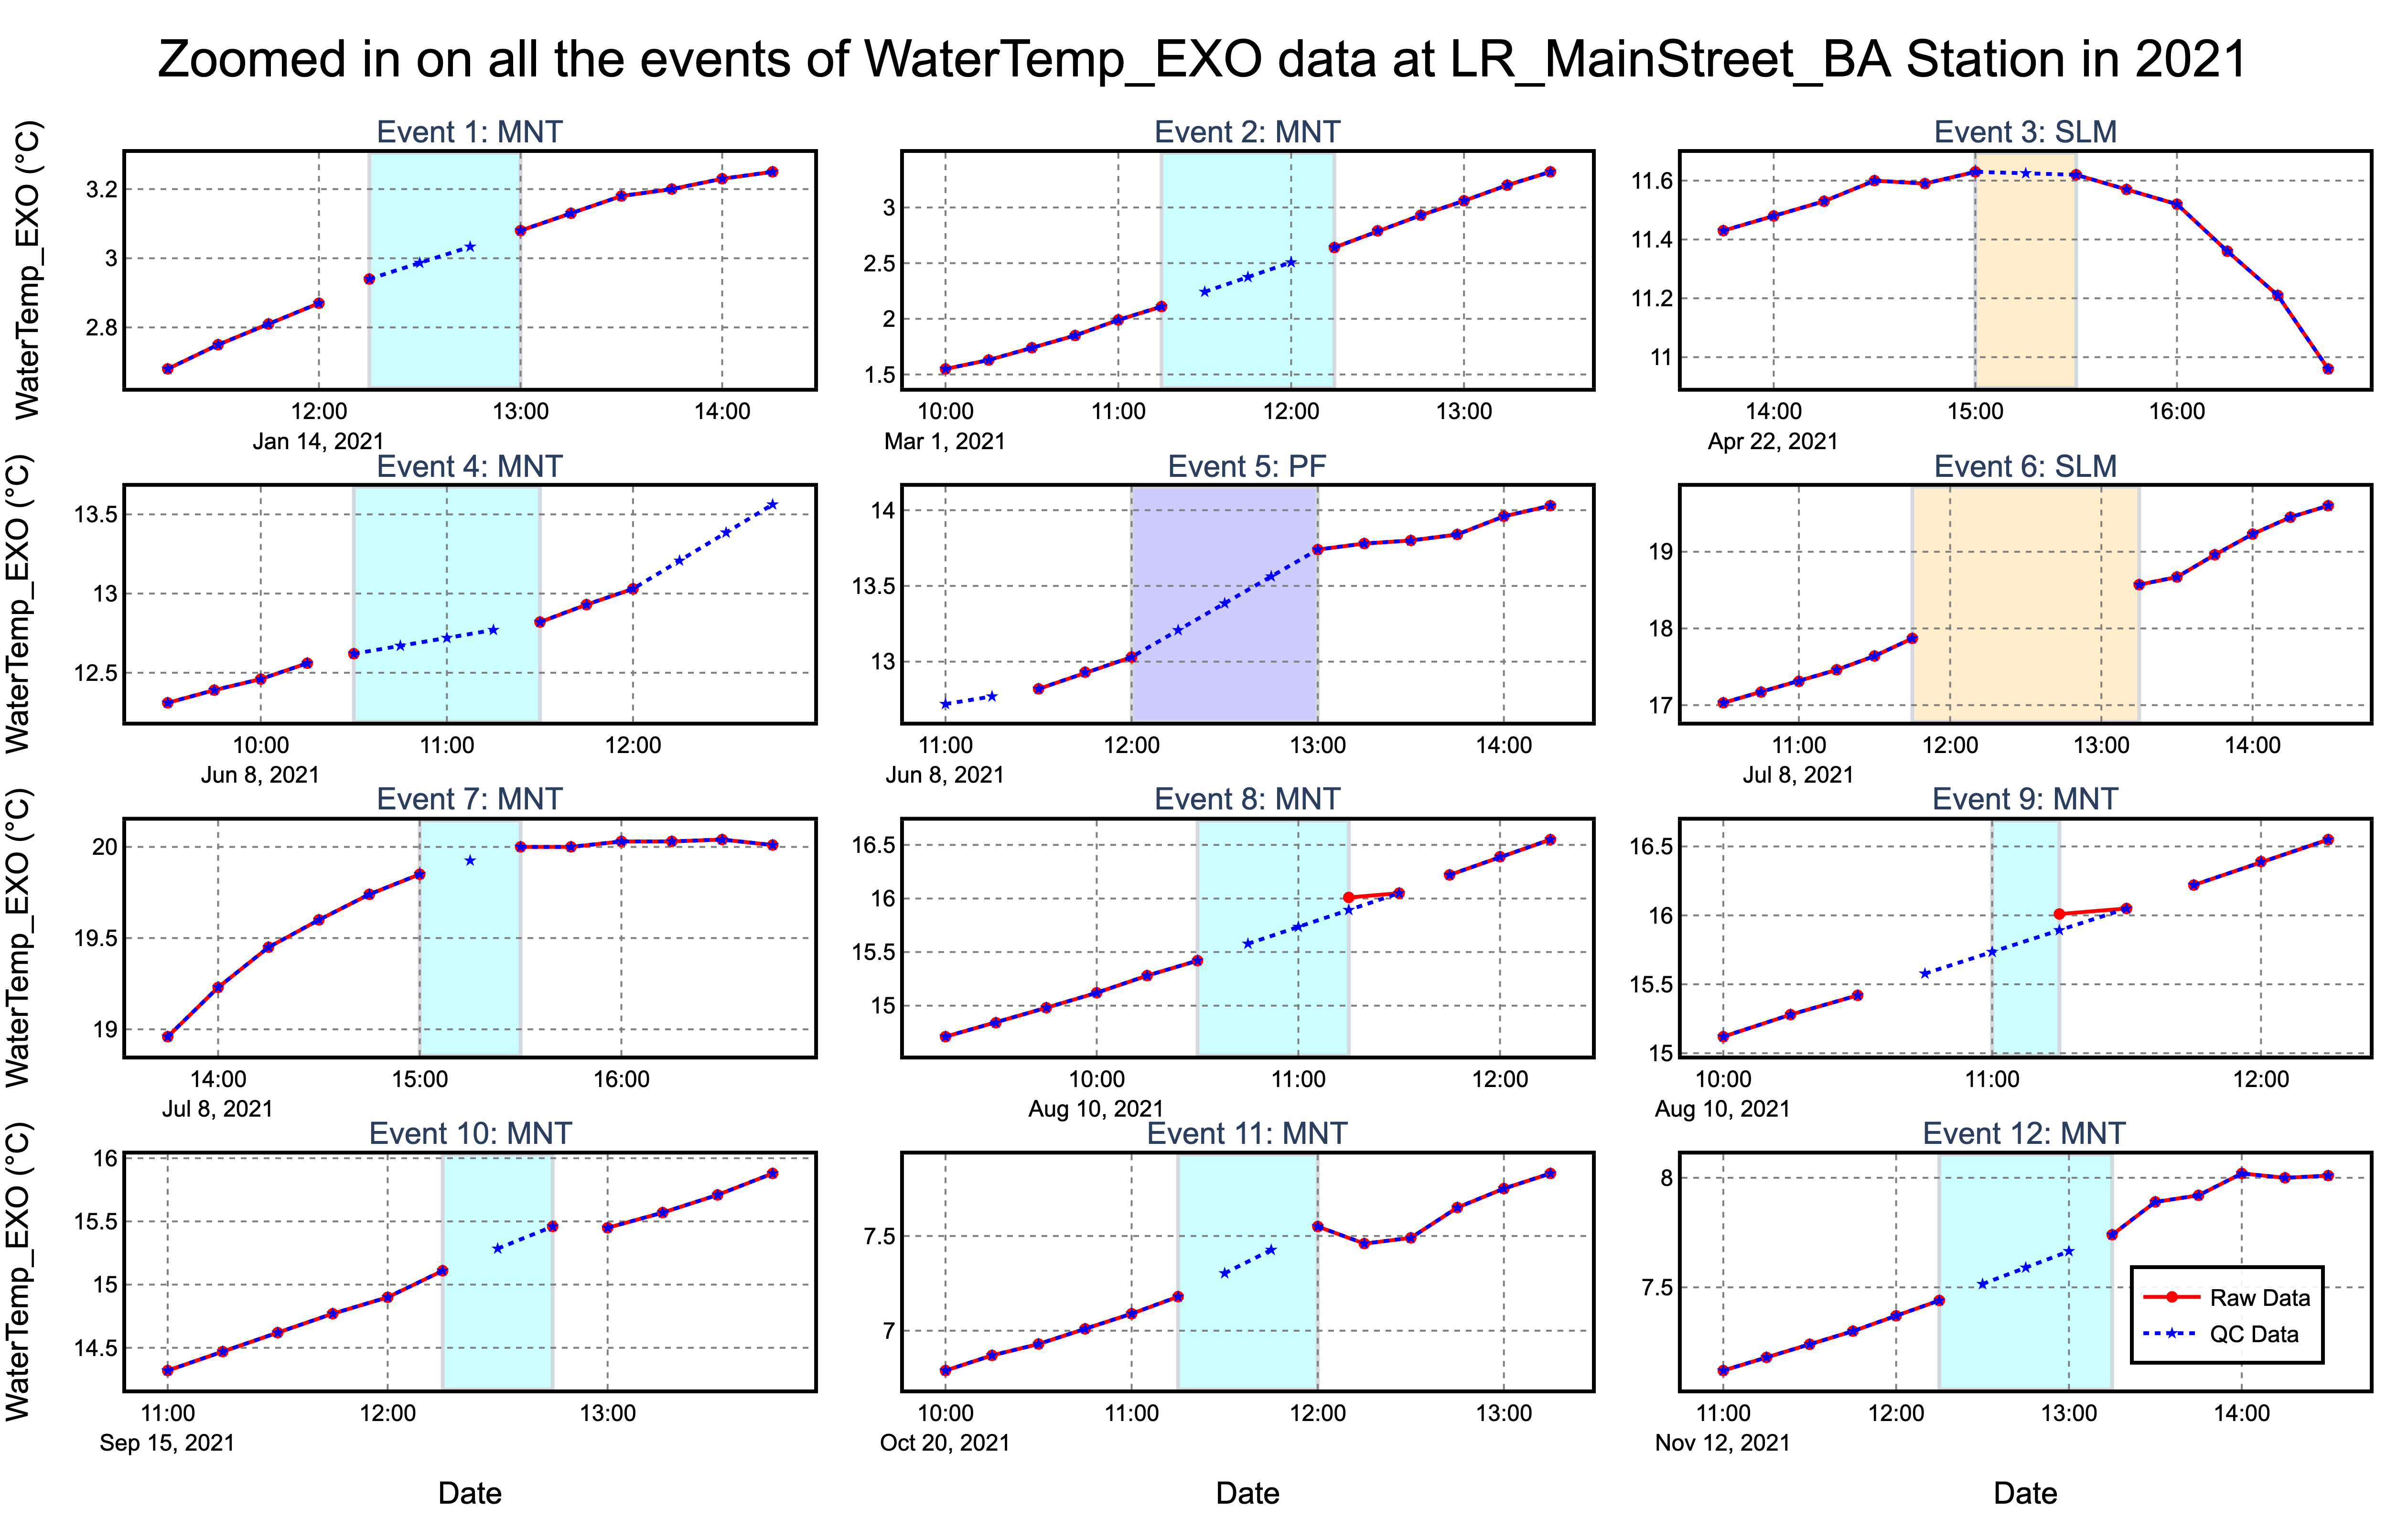 Zoomed in on all the events of WaterTemp_EXO data at LR_MainStreet_BA Station in 2021
Event 1: MNT
WaterTemp_EXO (°C)
3.2
3
2.8
12:00
13:00
14:00
Jan 14, 2021
Event 2: MNT
3
2.5
2
1.5
10:00
11:00
12:00
13:00
Mar 1, 2021
Event 3: SLM
11.6
11.4
11.2
11
14:00
15:00
16:00
Apr 22, 2021
Event 4: MNT
WaterTemp_EXO (°C)
13.5
13
12.5
10:00
11:00
12:00
Jun 8, 2021
Event 5: PF
14
13.5
13
11:00
12:00
13:00
14:00
Jun 8, 2021
Event 6: SLM
19
18
17
11:00
12:00
13:00
14:00
Jul 8, 2021
Event 7: MNT
WaterTemp_EXO (°C)
20
19.5
19
14:00
15:00
16:00
Jul 8, 2021
Event 8: MNT
16.5
16
15.5
15
10:00
11:00
12:00
Aug 10, 2021
Event 9: MNT
16.5
16
15.5
15
10:00
11:00
12:00
Aug 10, 2021
Event 10: MNT
WaterTemp_EXO (°C)
16
15.5
15
14.5
11:00
12:00
13:00
Sep 15, 2021
Date
Event 11: MNT
7.5
7
10:00
11:00
12:00
13:00
Oct 20, 2021
Date
Event 12: MNT
8
7.5
Raw Data
QC Data
11:00
12:00
13:00
14:00
Nov 12, 2021
Date